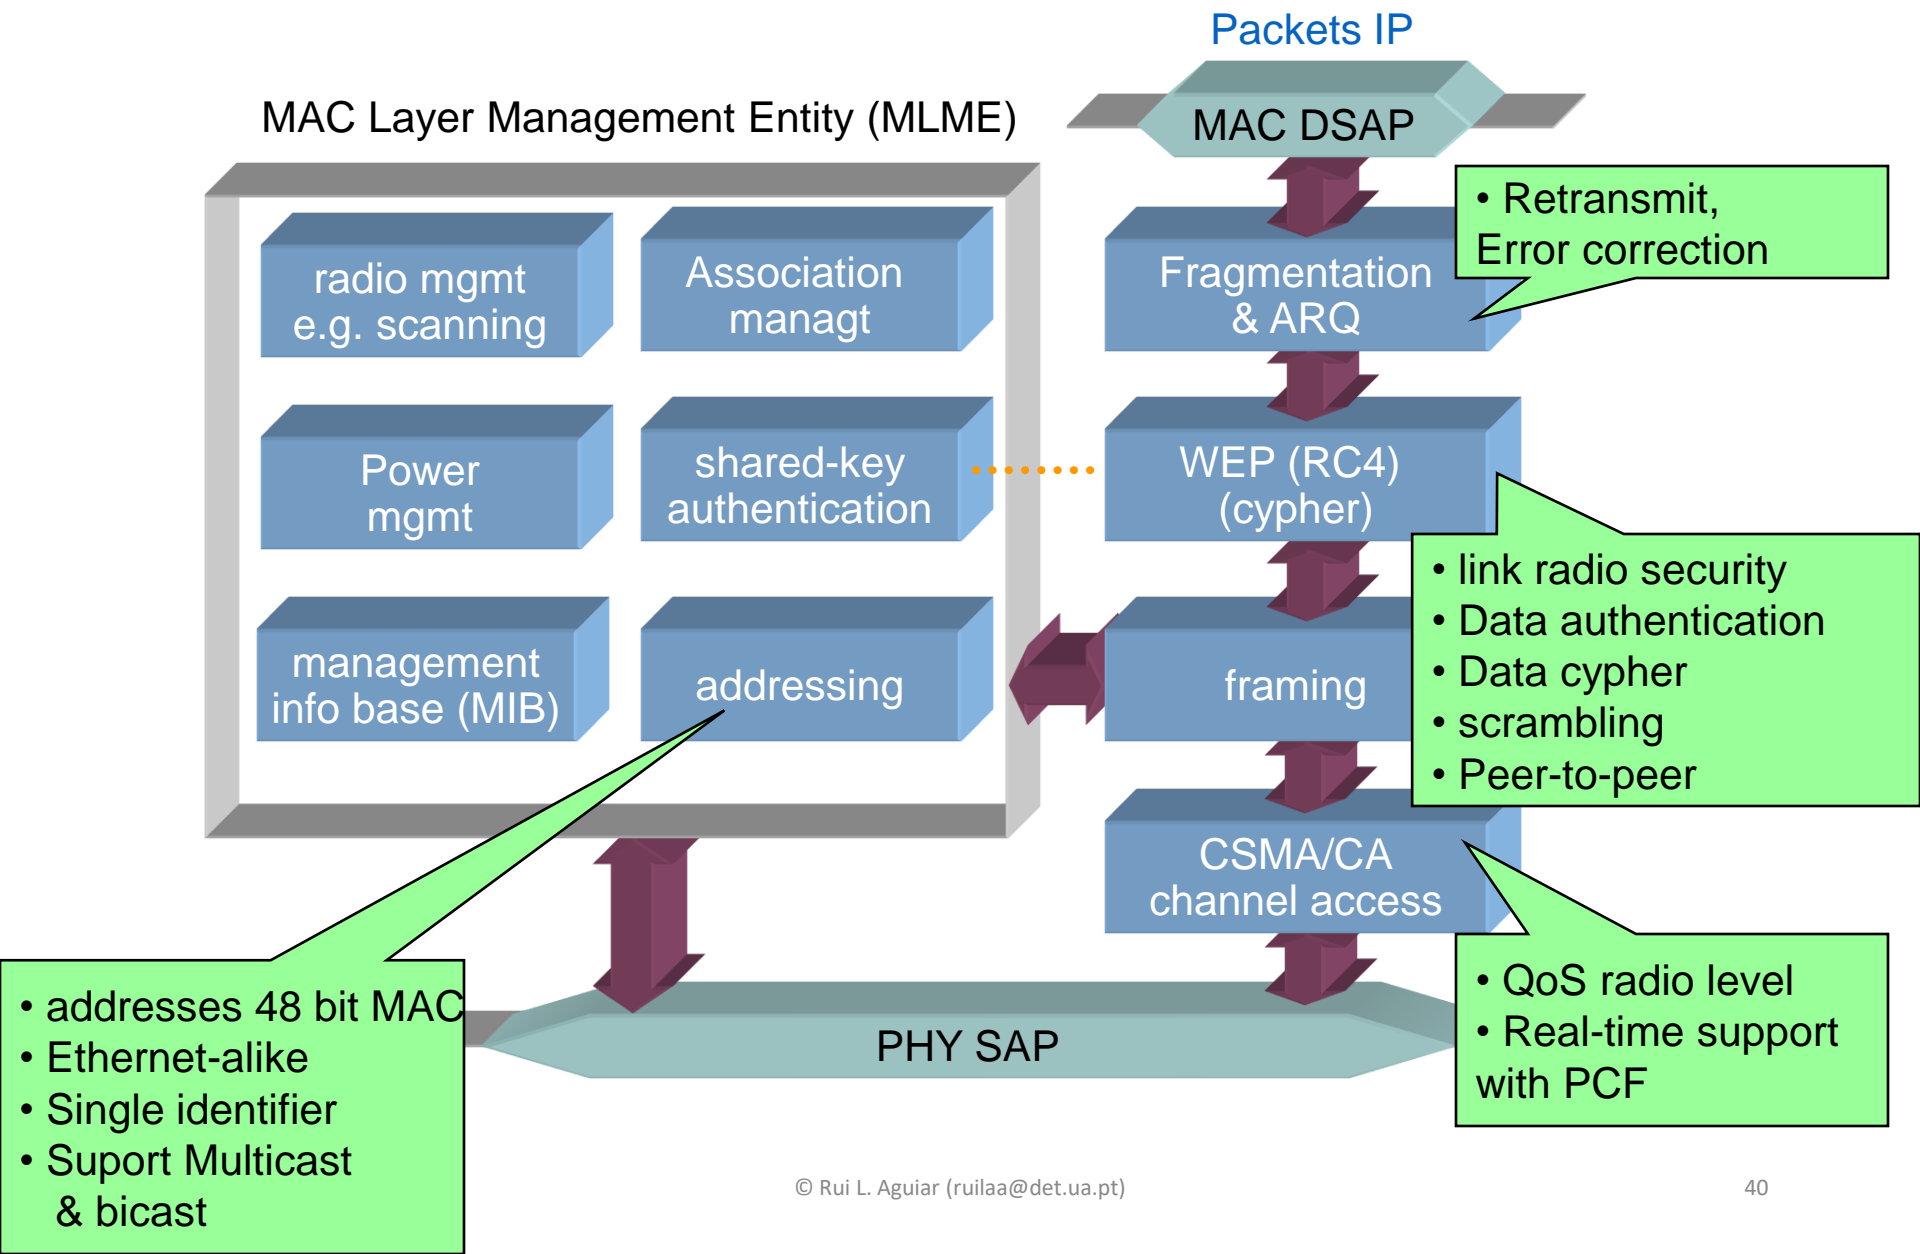 Packets IP
MAC Layer Management Entity (MLME)
MAC DSAP
• Retransmit,
Error correction
radio mgmt
e.g. scanning
Association
managt
Fragmentation
& ARQ
Power
mgmt
shared-key
authentication
WEP (RC4)
(cypher)
• link radio security
• Data authentication
• Data cypher
• scrambling
• Peer-to-peer
management
info base (MIB)
addressing
framing
CSMA/CA
channel access
• QoS radio level
• Real-time support
with PCF
• addresses 48 bit MAC
• Ethernet-alike
• Single identifier
• Suport Multicast
& bicast
PHY SAP
© Rui L. Aguiar (ruilaa@det.ua.pt)
40